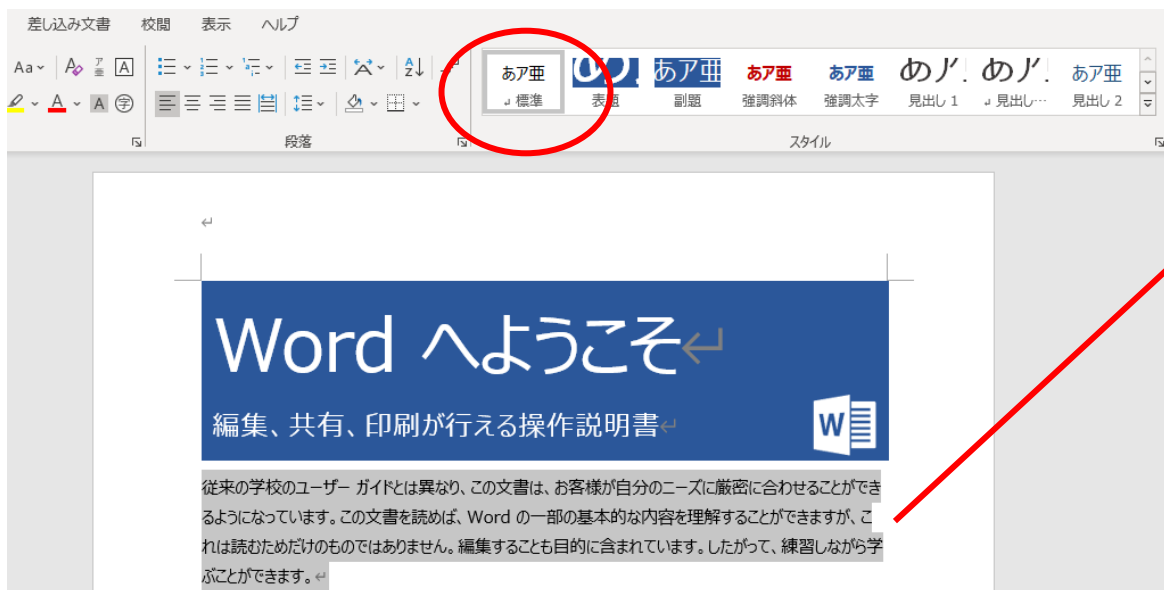 差し込み文書 校閲 表示 ヘルプ
Aa
あア亜 あア亜 あア亜 あア亜 あア亜
標準 表題 副題 強調斜体 強調太字 見出し 1 見出し… 見出し 2
段落 スタイル
Word へようこそ
編集、共有、印刷が行える操作説明書
W
従来の学校のユーザー ガイドとは異なり、この文書は、お客様が自分のニーズに厳密に合わせることができ
るようになっています。この文書を読めば、Word の一部の基本的な内容を理解することができますが、こ
れは読むためだけのものではありません。編集することも目的に含まれています。したがって、練習しながら学
ぶことができます。